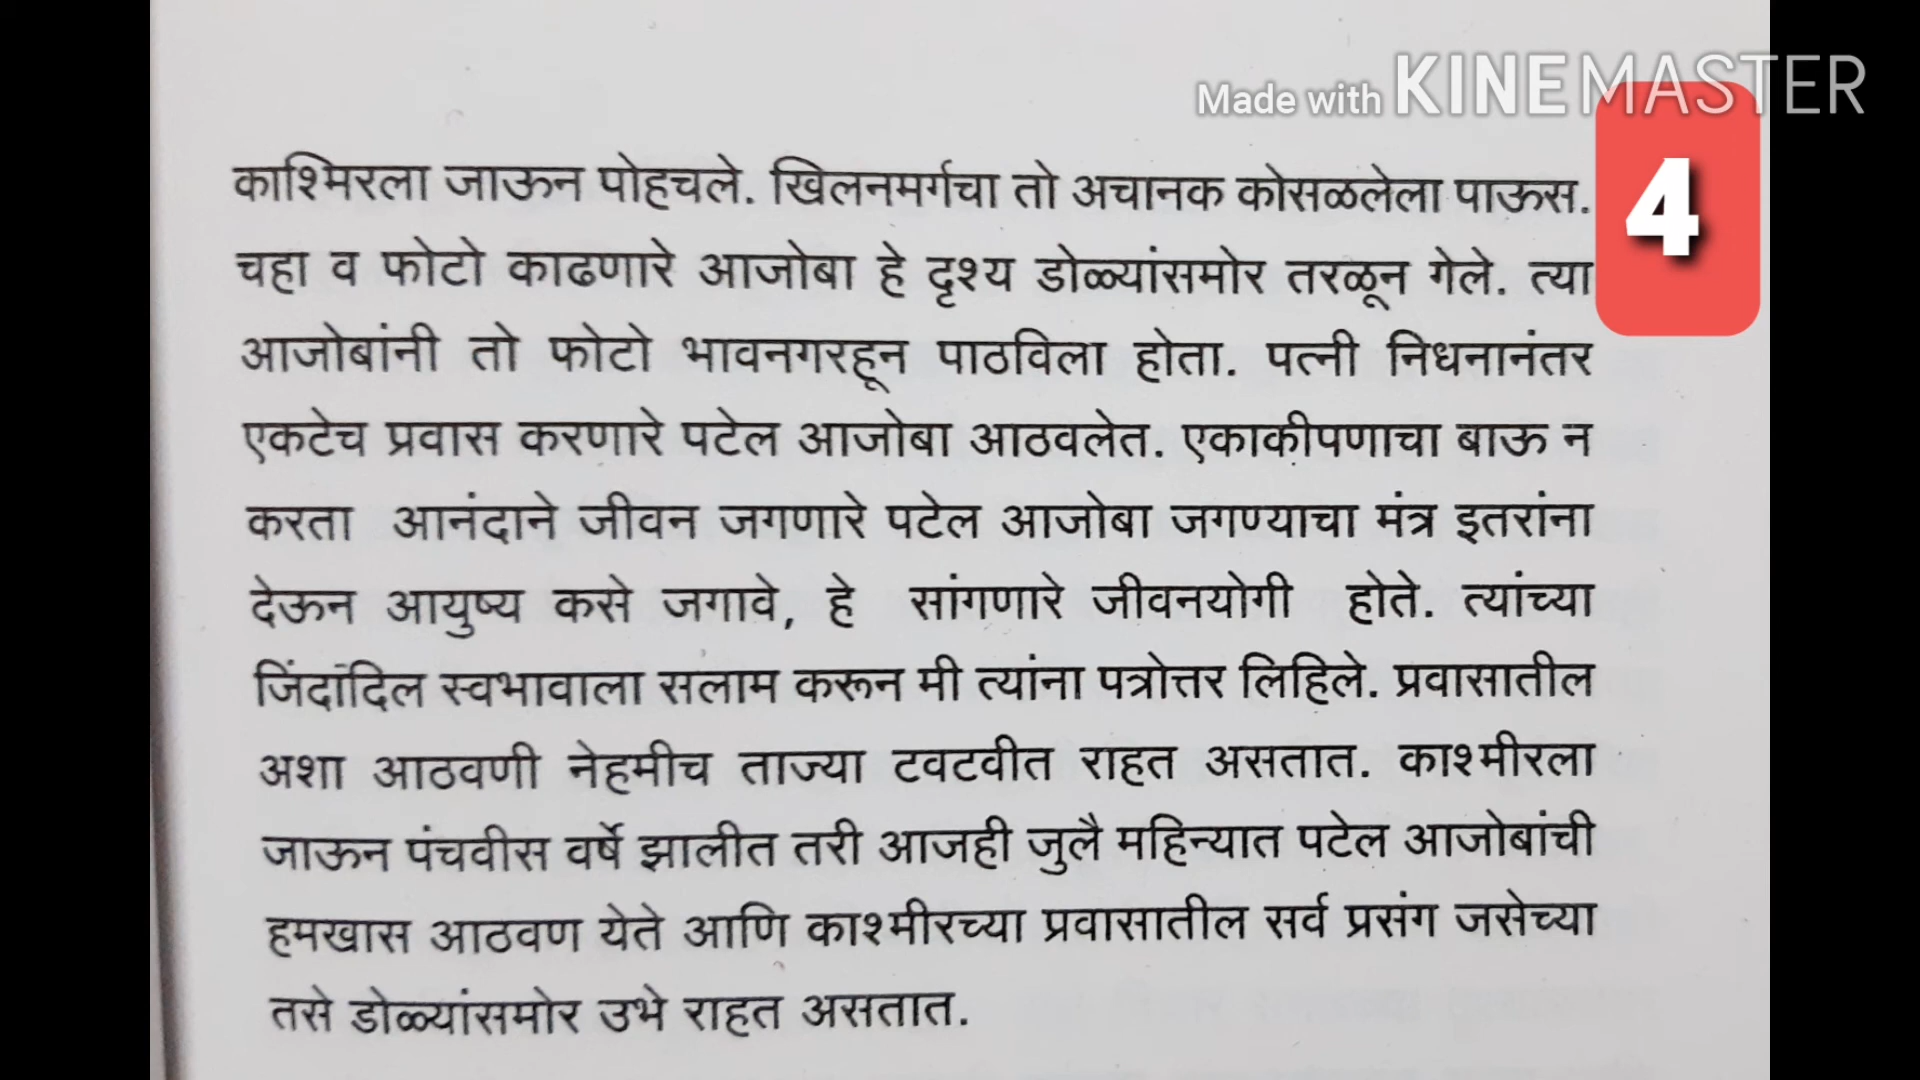 Made with KINEMASTER
4
काश्मिरला जाऊन पोहचले. खिलनमर्गचा तो अचानक कोसळलेला पाऊस.
चहा व फोटो काढणारे आजोबा हे दृश्य डोळ्यांसमोर तरळून गेले. त्या
आजोबांनी तो फोटो भावनगरहून पाठविला होता. पत्नी निधनानंतर
एकटेच प्रवास करणारे पटेल आजोबा आठवलेत. एकाकीपणाचा बाऊ न
करता आनंदाने जीवन जगणारे पटेल आजोबा जगण्याचा मंत्र इतरांना
देऊन आयुष्य कसे जगावे, हे सांगणारे जीवनयोगी होते. त्यांच्या
जिंदांदिल स्वभावाला सलाम करून मी त्यांना पत्रोत्तर लिहिले. प्रवासातील
अशा आठवणी नेहमीच ताज्या टवटवीत राहत असतात. काश्मीरला
जाऊन पंचवीस वर्षे झालीत तरी आजही जुलै महिन्यात पटेल आजोबांची
हमखास आठवण येते आणि काश्मीरच्या प्रवासातील सर्व प्रसंग जसेच्या
तसे डोळ्यांसमोर उभे राहत असतात.